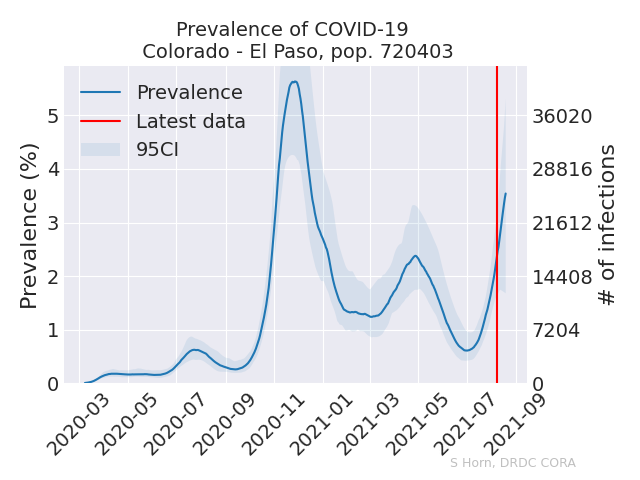 Prevalence of COVID-19
Colorado - El Paso, pop. 720403
Prevalence
Latest data
95CI
Prevalence (%)
5
4
3
2
1
0
36020
28816
21612
14408
7204
0
# of infections
2020-03
2020-05
2020-07
2020-09
2020-11
2021-01
2021-03
2021-05
2021-07
2021-09
S Horn, DRDC CORA